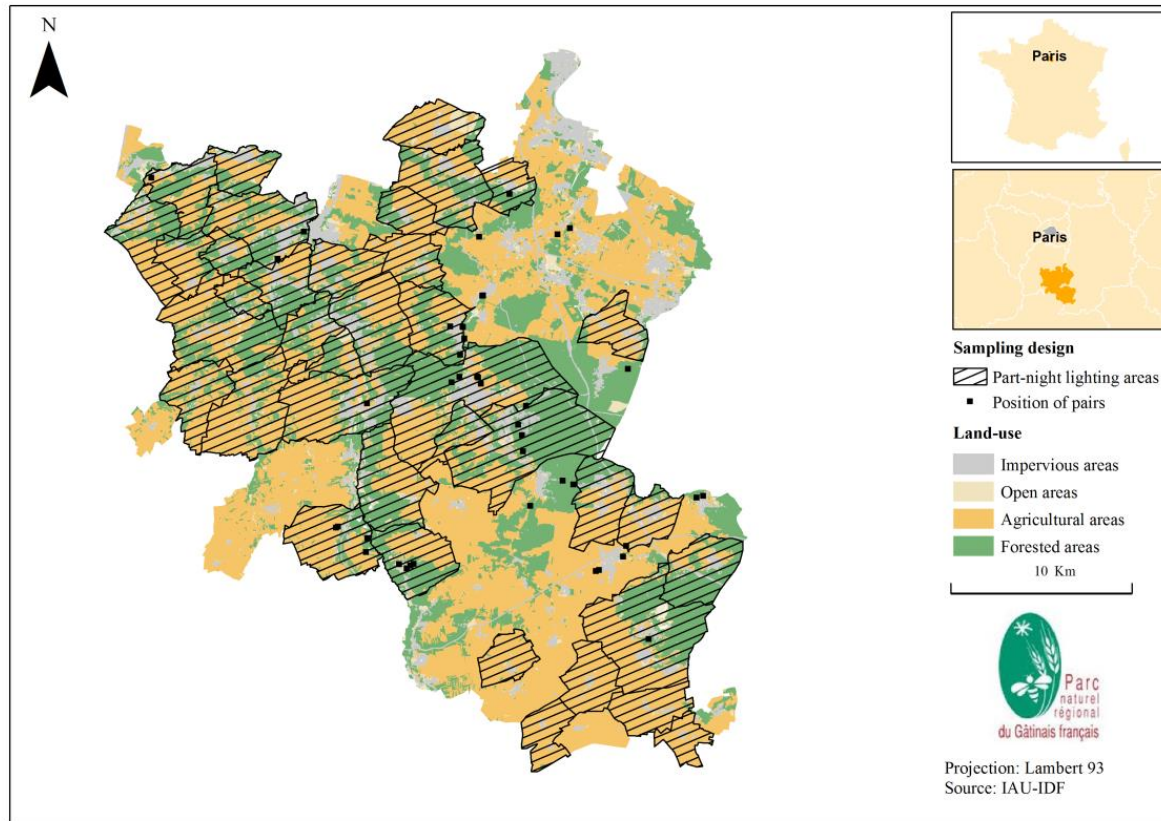 N
Paris
Paris
Sampling design
Part-night lighting areas
Position of pairs
Land-use
Impervious areas
Open areas
Agricultural areas
Forested areas
10 Km
Parc
naturel
régional
du Gâtinais français
Projection: Lambert 93
Source: IAU-IDF